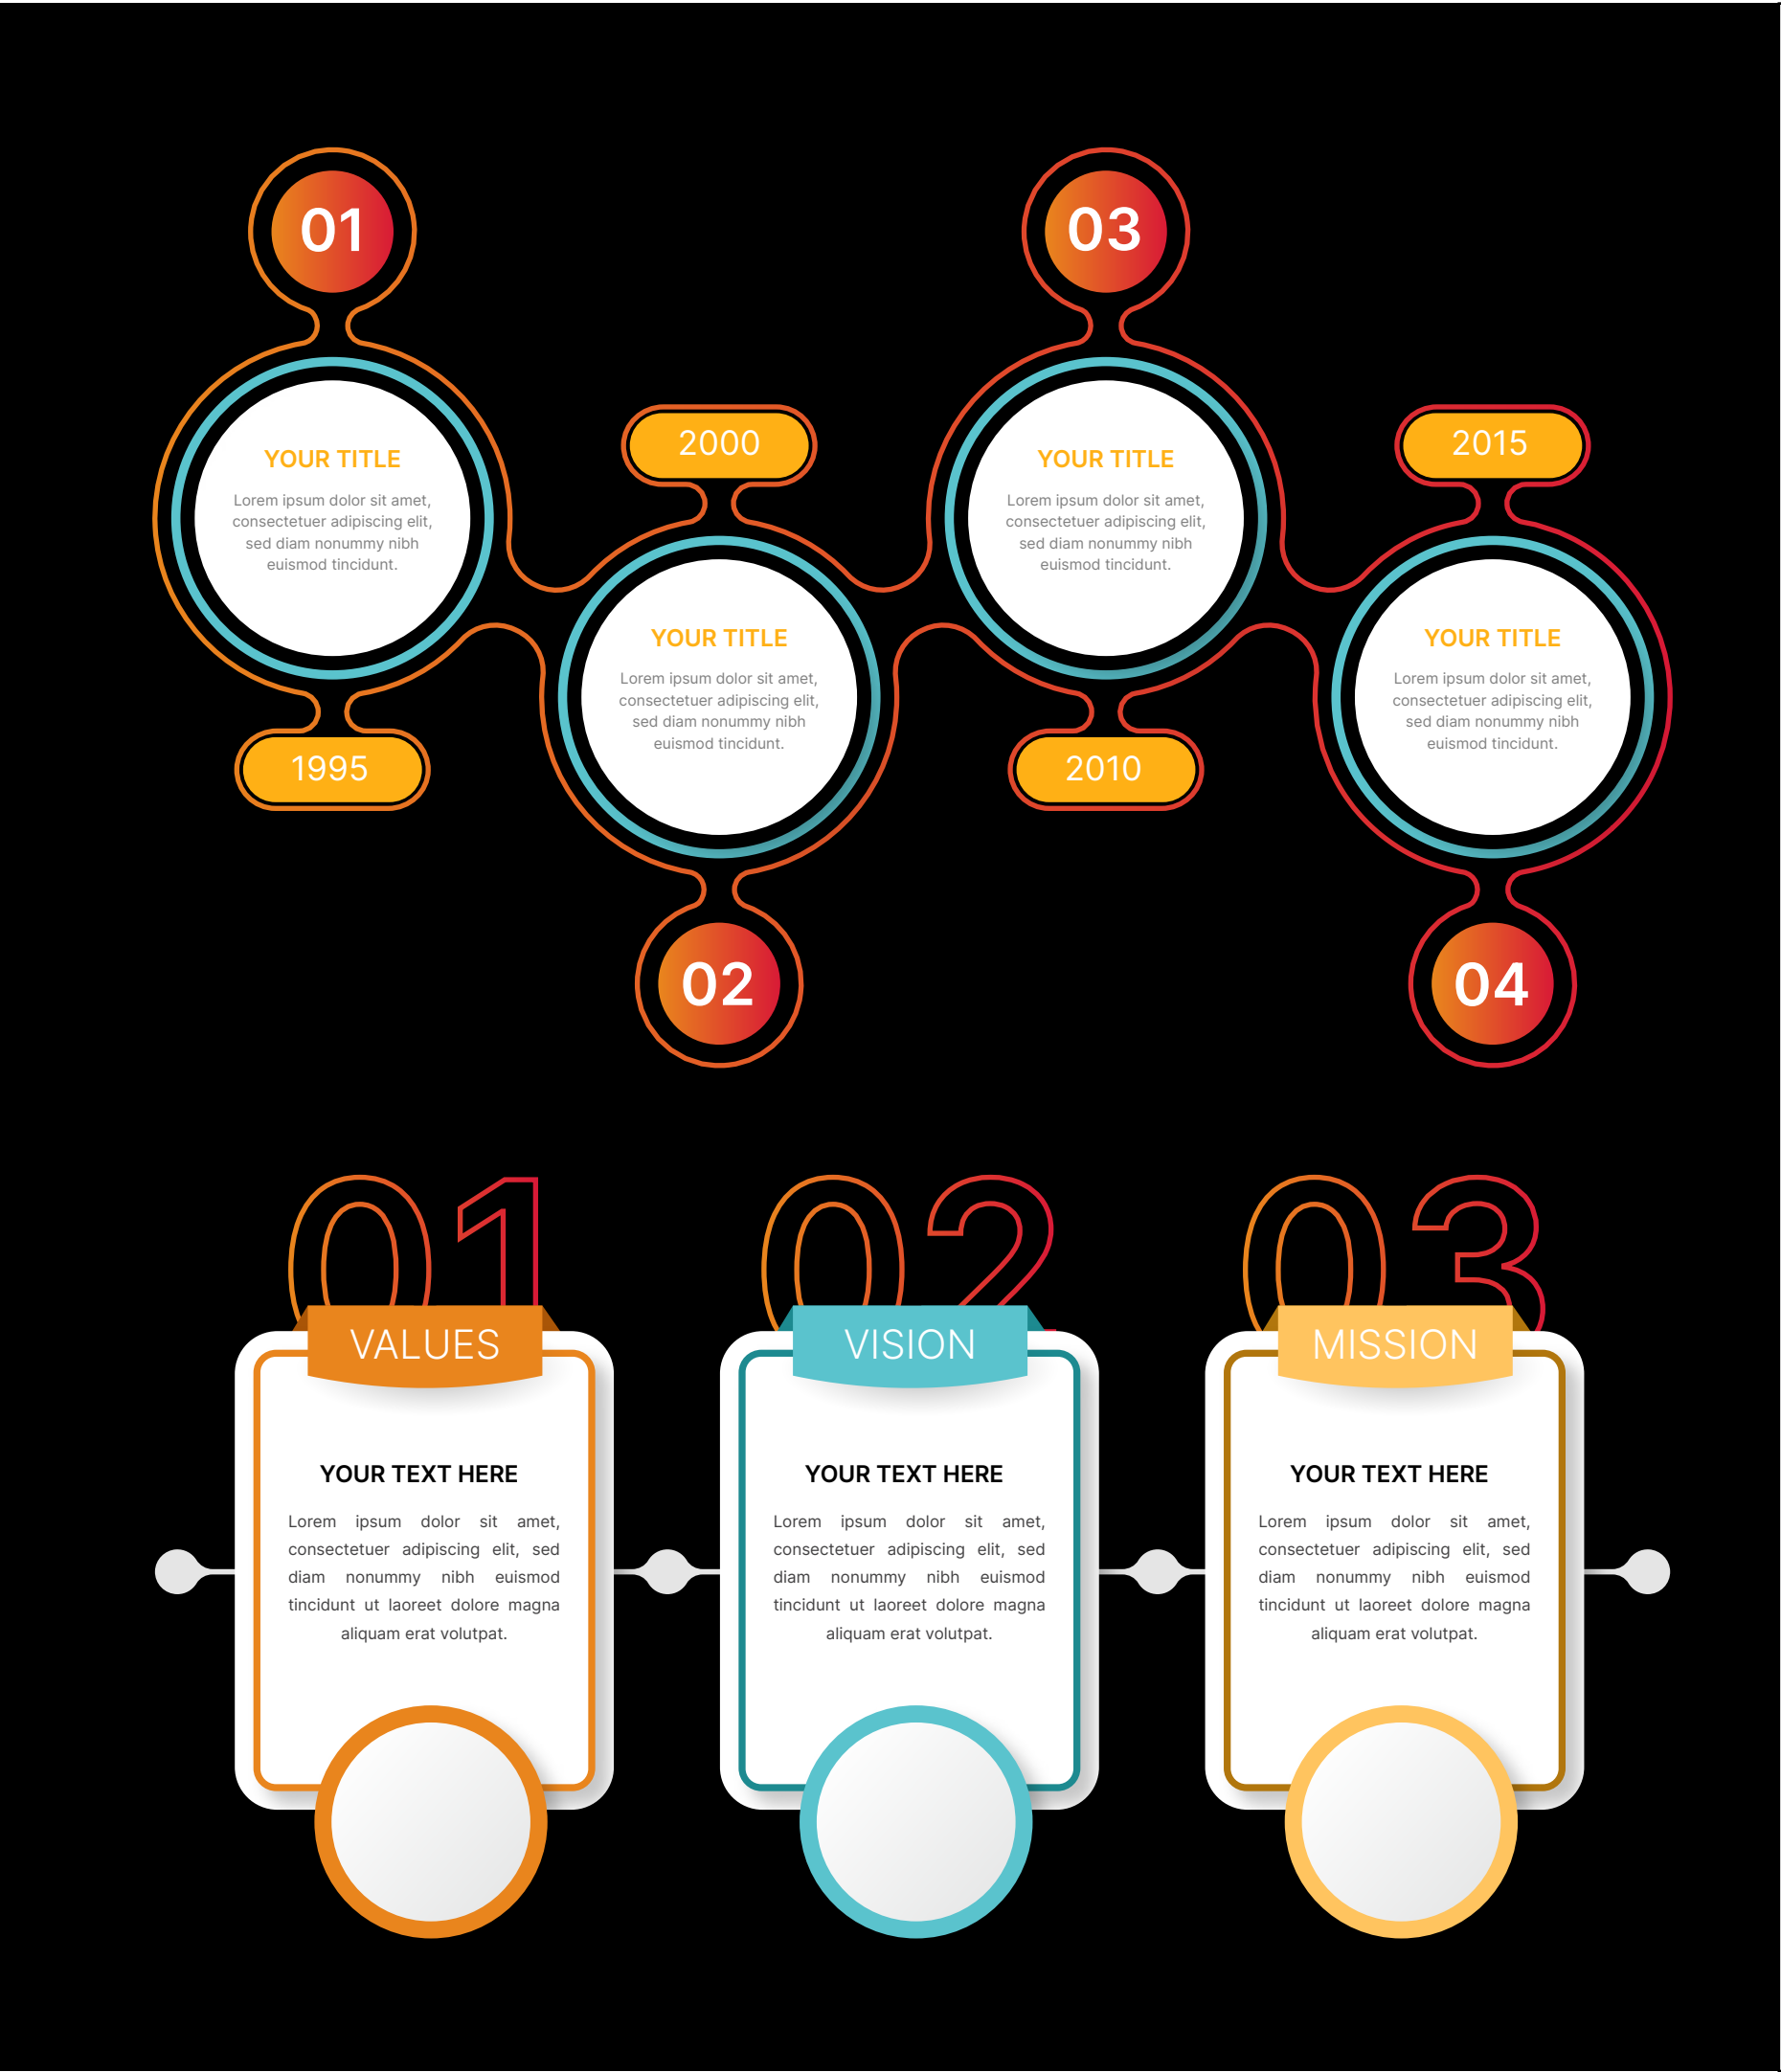 01
03
YOUR TITLE
Lorem ipsum dolor sit amet,
consectetuer adipiscing elit,
sed diam nonummy nibh
euismod tincidunt.
2000
YOUR TITLE
Lorem ipsum dolor sit amet,
consectetuer adipiscing elit,
sed diam nonummy nibh
euismod tincidunt.
2015
YOUR TITLE
Lorem ipsum dolor sit amet,
consectetuer adipiscing elit,
sed diam nonummy nibh
euismod tincidunt.
YOUR TITLE
Lorem ipsum dolor sit amet,
consectetuer adipiscing elit,
sed diam nonummy nibh
euismod tincidunt.
1995
2010
02
04
01
VALUES
YOUR TEXT HERE
Lorem ipsum dolor sit amet,
consectetuer adipiscing elit, sed
diam nonummy nibh euismod
tincidunt ut laoreet dolore magna
aliquam erat volutpat.
02
VISION
YOUR TEXT HERE
Lorem ipsum dolor sit amet,
consectetuer adipiscing elit, sed
diam nonummy nibh euismod
tincidunt ut laoreet dolore magna
aliquam erat volutpat.
03
MISSION
YOUR TEXT HERE
Lorem ipsum dolor sit amet,
consectetuer adipiscing elit, sed
diam nonummy nibh euismod
tincidunt ut laoreet dolore magna
aliquam erat volutpat.